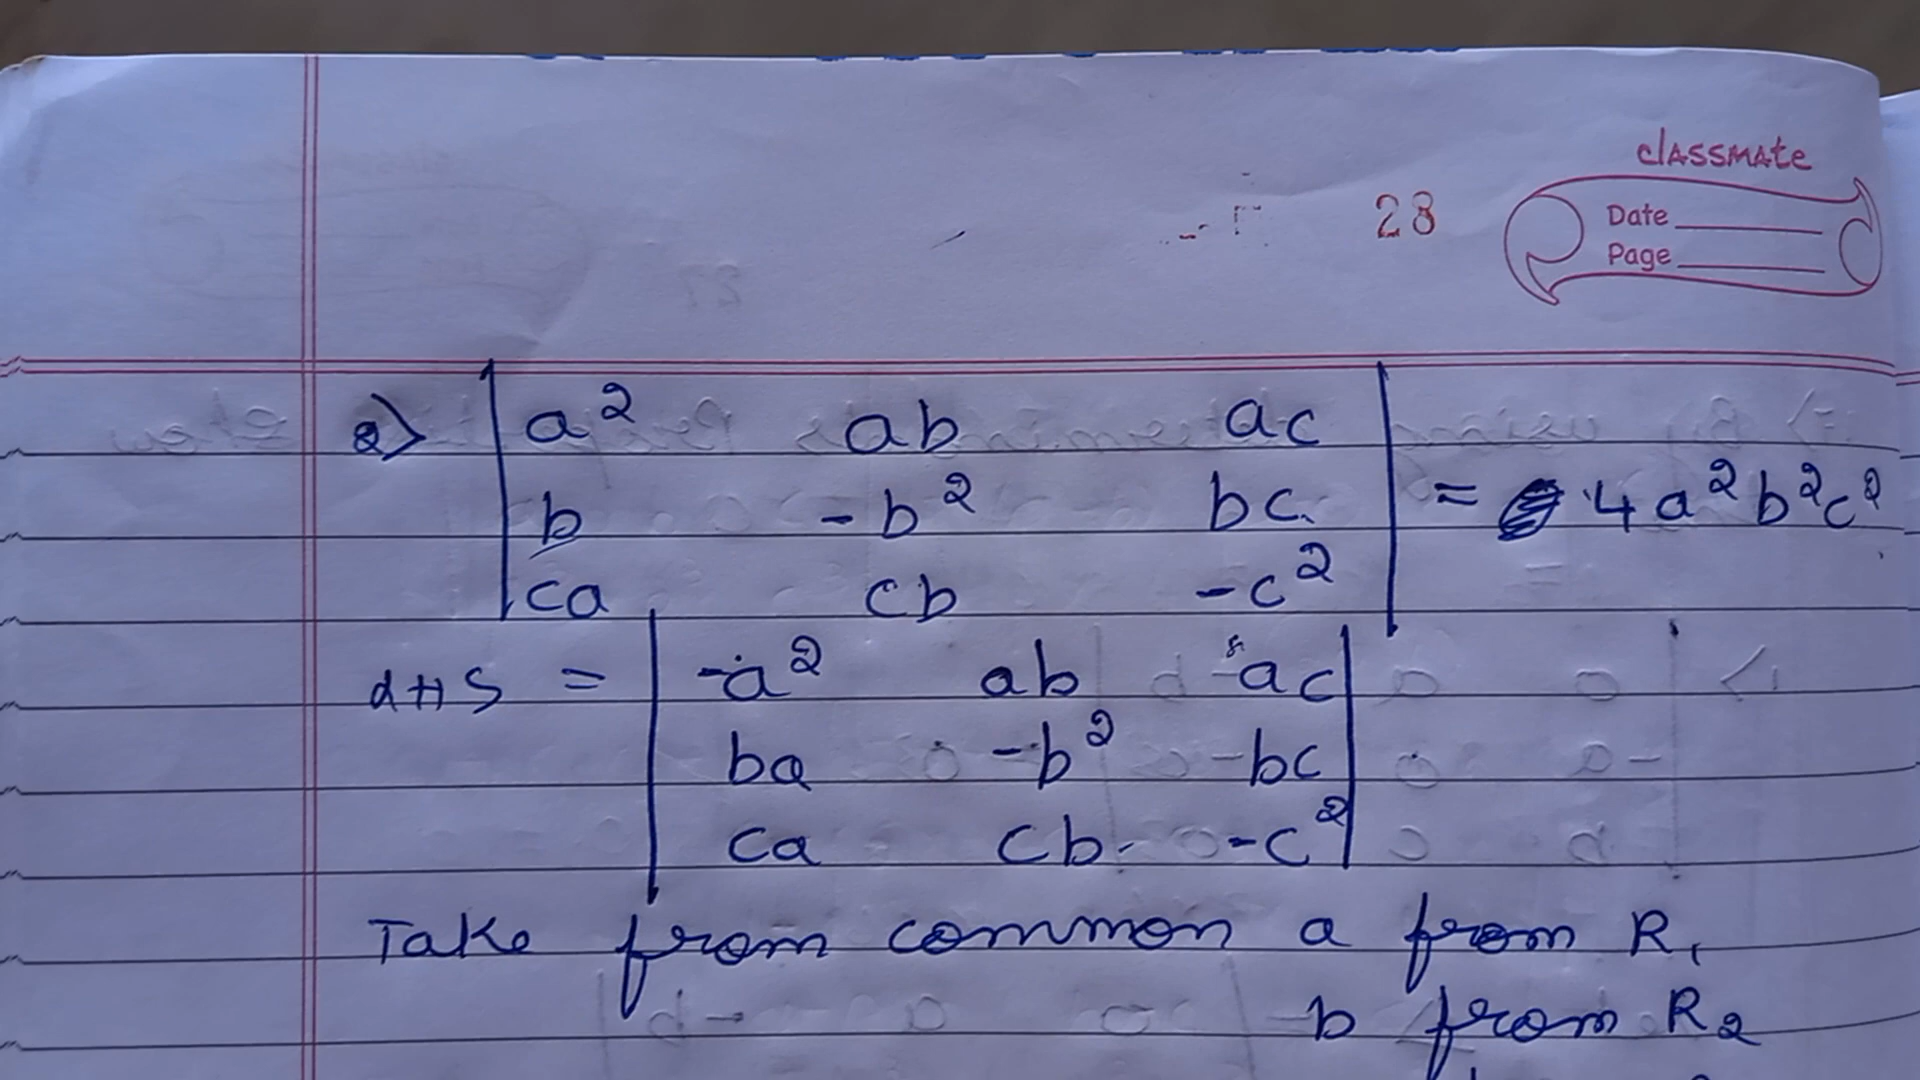 classmate
28
Date
Page
2> | a² ab ac |
| b -b² bc | = 4a²b²c²
| ca cb -c² |
LHS = | -a² ab ac |
| ba -b² bc |
| ca cb -c² |
Take from common a from R₁
b from R₂